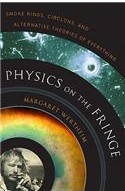 SMOKE RINGS, CIRCLONS, AND
ALTERNATIVE THEORIES OF EVERYTHING
PHYSICS ON THE FRINGE
MARGARET WERTHEIM